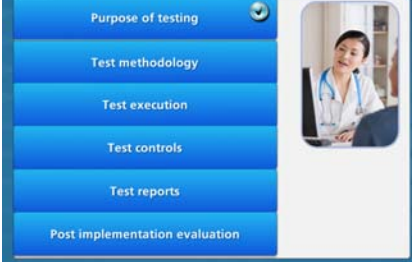 Purpose of testing
Test methodology
Test execution
Test controls
Test reports
Post implementation evaluation